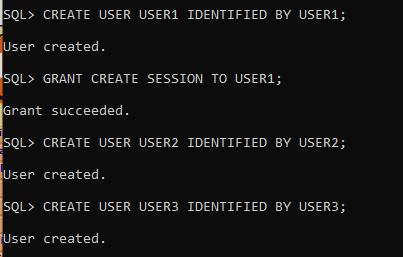 SQL> CREATE USER USER1 IDENTIFIED BY USER1;
User created.
SQL> GRANT CREATE SESSION TO USER1;
Grant succeeded.
SQL> CREATE USER USER2 IDENTIFIED BY USER2;
User created.
SQL> CREATE USER USER3 IDENTIFIED BY USER3;
User created.